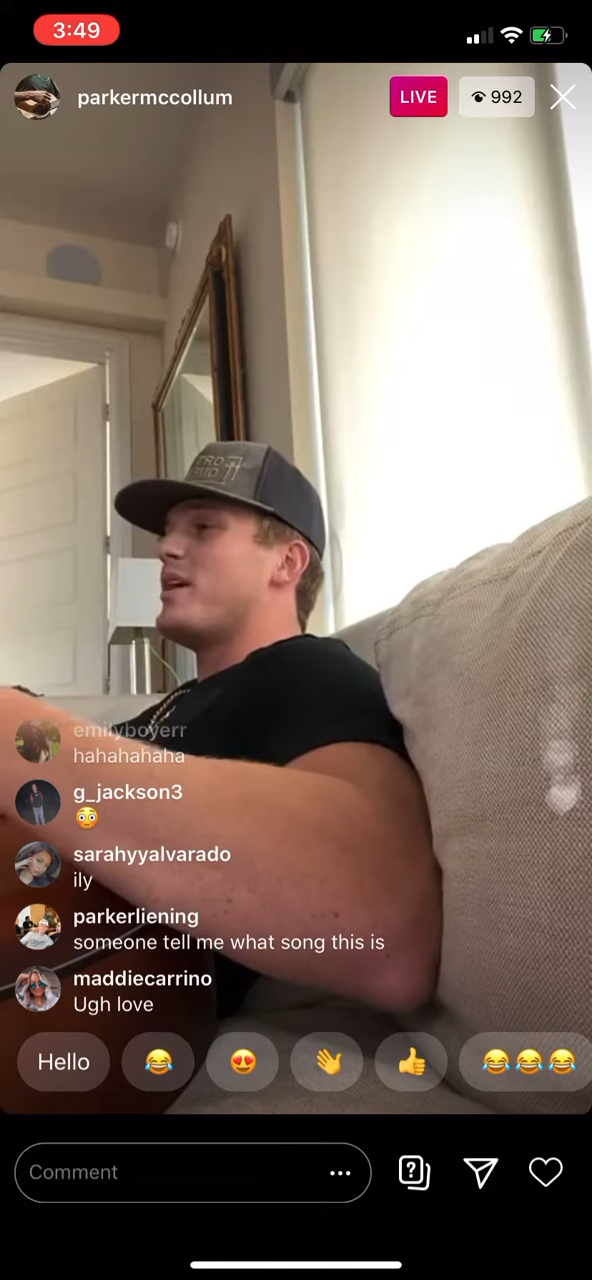 3:49
parkermccollum
LIVE
992
emilyboyerr
hahahahaha
g_jackson3
😳
sarahyyalvarado
ily
parkerliening
someone tell me what song this is
maddiecarrino
Ugh love
Hello 😂 😍 👋 👍 😂😂😂
Comment